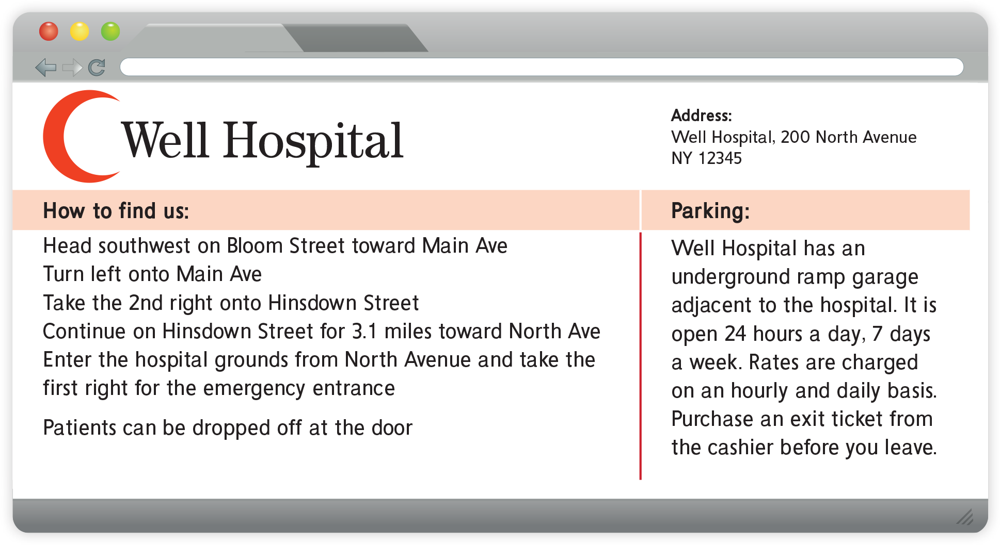 Well Hospital
Address:
Well Hospital, 200 North Avenue
NY 12345
How to find us:
Head southwest on Bloom Street toward Main Ave
Turn left onto Main Ave
Take the 2nd right onto Hinsdown Street
Continue on Hinsdown Street for 3.1 miles toward North Ave
Enter the hospital grounds from North Avenue and take the
first right for the emergency entrance
Patients can be dropped off at the door
Parking:
Well Hospital has an
underground ramp garage
adjacent to the hospital. It is
open 24 hours a day, 7 days
a week. Rates are charged
on an hourly and daily basis.
Purchase an exit ticket from
the cashier before you leave.